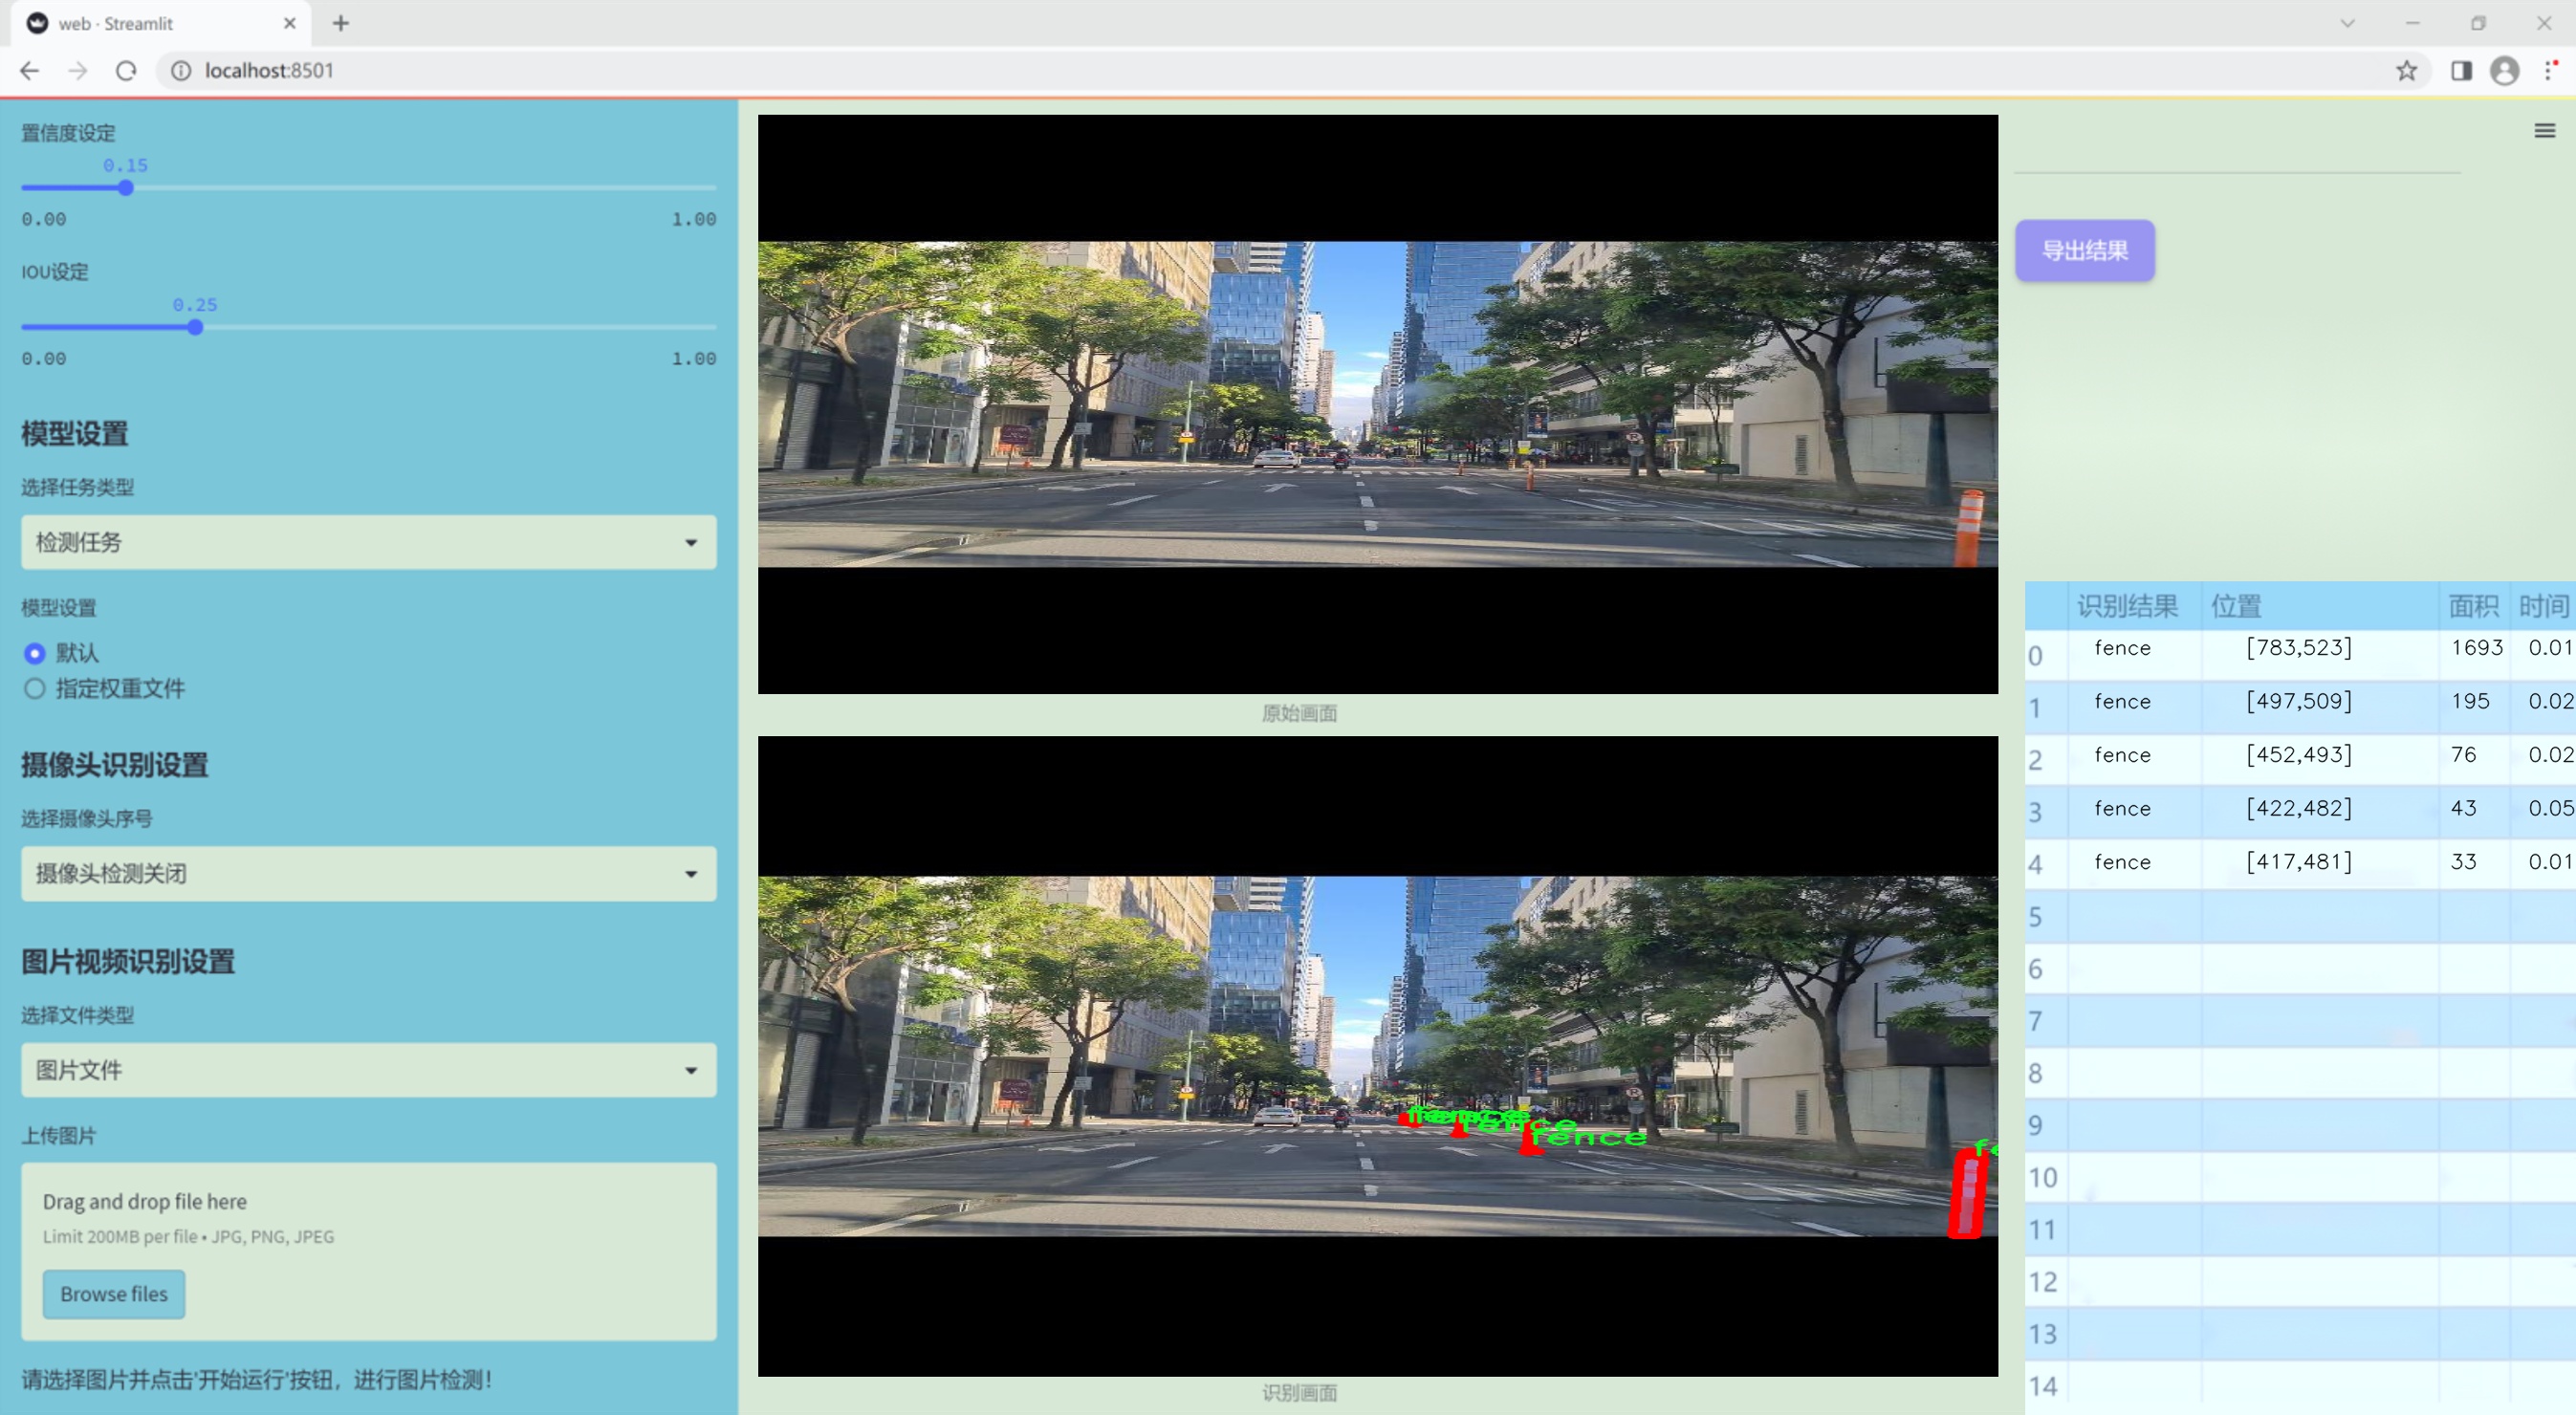 web · Streamlit
localhost:8501
置信度设定
0.15
0.00 1.00
IOU设定
0.25
0.00 1.00
模型设置
选择任务类型
检测任务
模型设置
默认
指定权重文件
摄像头识别设置
选择摄像头序号
摄像头检测关闭
图片视频识别设置
选择文件类型
图片文件
上传图片
Drag and drop file here
Limit 200MB per file • JPG, PNG, JPEG
Browse files
请选择图片并点击'开始运行'按钮，进行图片检测！
原始画面
fence
fence
fence
fe
识别画面
导出结果
识别结果 位置 面积 时间
0 fence [783,523] 1693 0.01
1 fence [497,509] 195 0.02
2 fence [452,493] 76 0.02
3 fence [422,482] 43 0.05
4 fence [417,481] 33 0.01
5
6
7
8
9
10
11
12
13
14